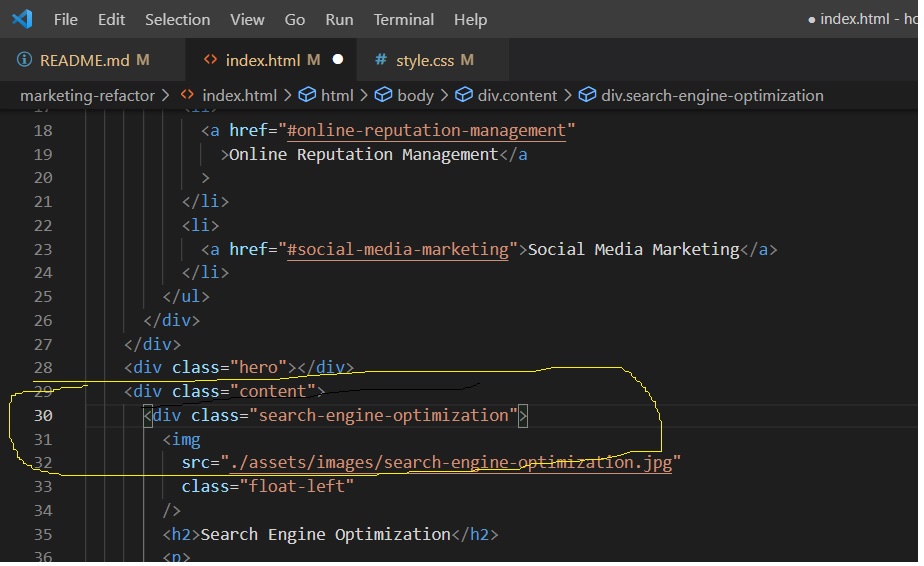 File Edit Selection View Go Run Terminal Help ● index.html - ho
README.md M index.html M ● # style.css M
marketing-refactor > <> index.html > html > body > div.content > div.search-engine-optimization
18 <a href="#online-reputation-management"
19 >Online Reputation Management</a
20 >
21 </li>
22 <li>
23 <a href="#social-media-marketing">Social Media Marketing</a>
24 </li>
25 </ul>
26 </div>
27 </div>
28 <div class="hero"></div>
29 <div class="content">
30 <div class="search-engine-optimization">
31 <img
32 src="./assets/images/search-engine-optimization.jpg"
33 class="float-left"
34 />
35 <h2>Search Engine Optimization</h2>
36 <p>